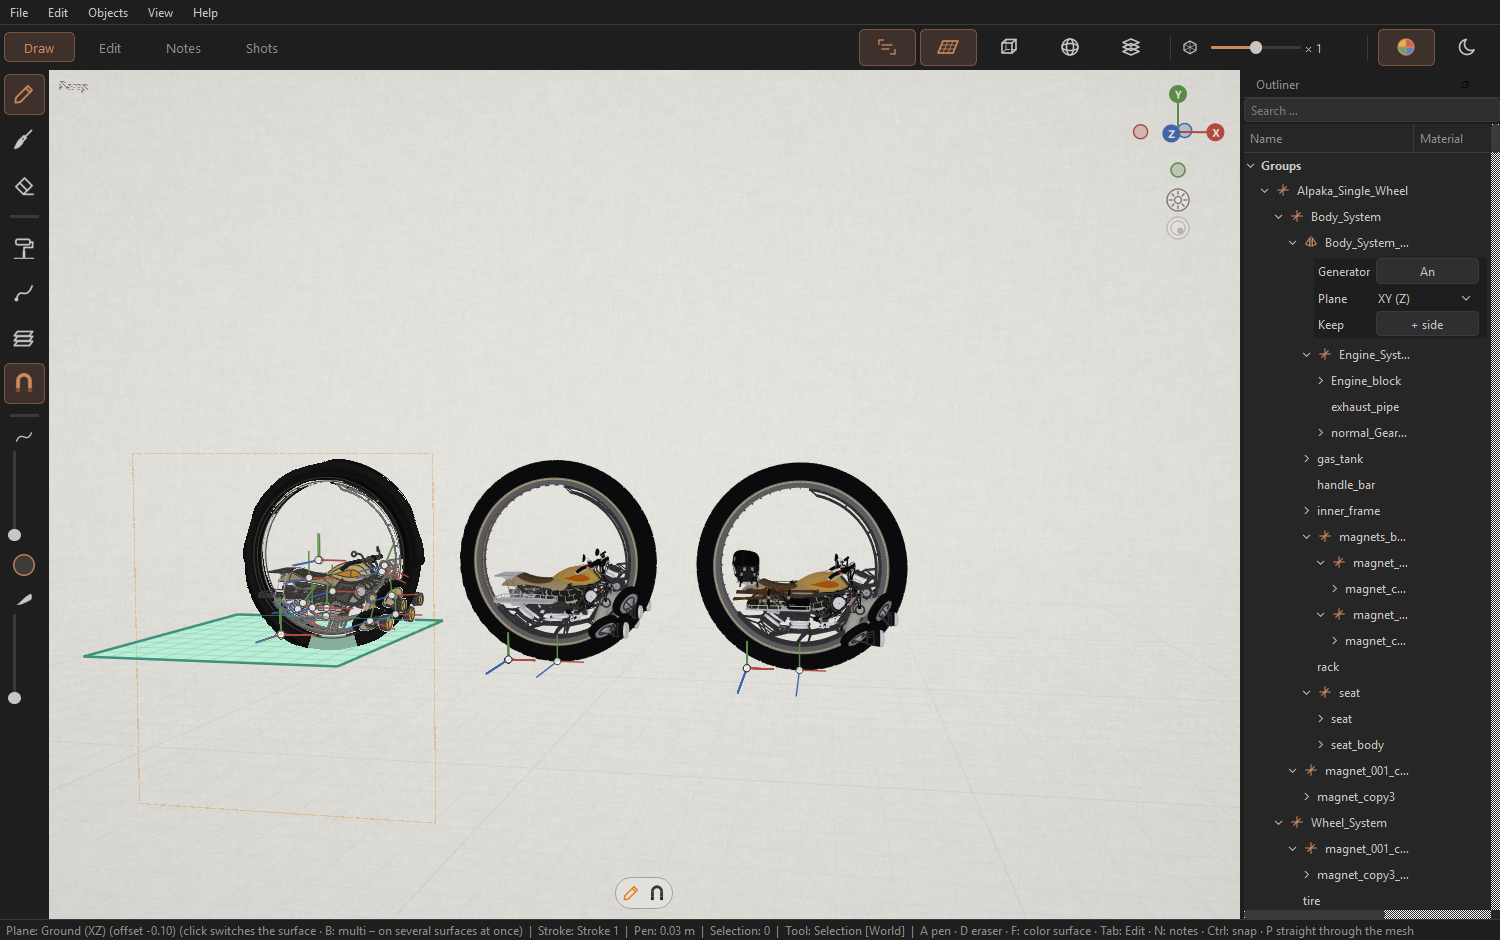 File Edit Objects View Help
Draw Edit Notes Shots × 1
Persp
Y
Z X
Outliner
Search ...
Name Material
Groups
Alpaka_Single_Wheel
Body_System
Body_System_...
Generator An
Plane XY (Z)
Keep + side
Engine_Syst...
Engine_block
exhaust_pipe
normal_Gear...
gas_tank
handle_bar
inner_frame
magnets_b...
magnet_...
magnet_c...
magnet_...
magnet_c...
rack
seat
seat
seat_body
magnet_001_c...
magnet_copy3
Wheel_System
magnet_001_c...
magnet_copy3_...
tire
Plane: Ground (XZ) (offset -0.10) (click switches the surface · B: multi – on several surfaces at once) | Stroke: Stroke 1 | Pen: 0.03 m | Selection: 0 | Tool: Selection [World] | A pen · D eraser · F: color surface · Tab: Edit · N: notes · Ctrl: snap · P straight through the mesh